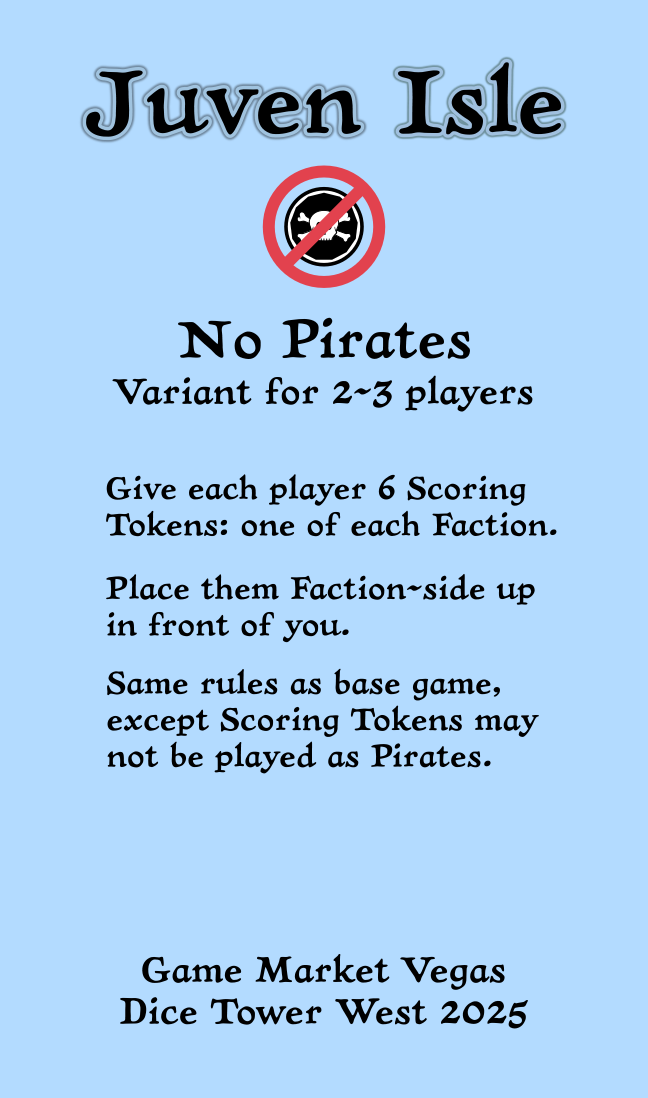 Juven Isle
No Pirates
Variant for 2~3 players
Give each player 6 Scoring
Tokens: one of each Faction.
Place them Faction~side up
in front of you.
Same rules as base game,
except Scoring Tokens may
not be played as Pirates.
Game Market Vegas
Dice Tower West 2025